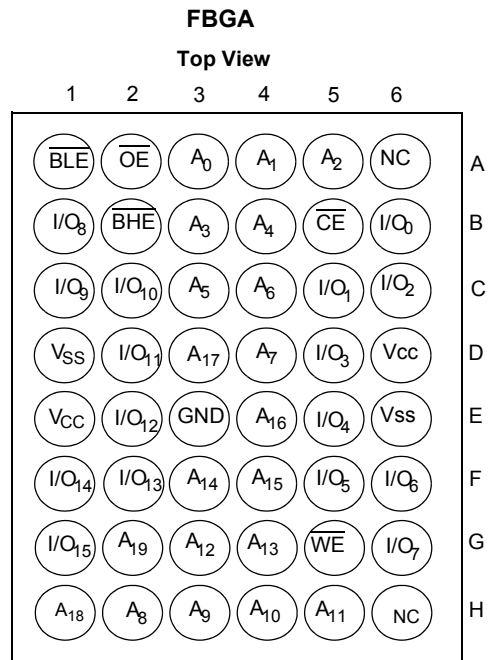 FBGA
Top View
1 2 3 4 5 6
BLE OE A0 A1 A2 NC A
I/O8 BHE A3 A4 CE I/O0 B
I/O9 I/O10 A5 A6 I/O1 I/O2 C
VSS I/O11 A17 A7 I/O3 Vcc D
VCC I/O12 GND A16 I/O4 Vss E
I/O14 I/O13 A14 A15 I/O5 I/O6 F
I/O15 A19 A12 A13 WE I/O7 G
A18 A8 A9 A10 A11 NC H